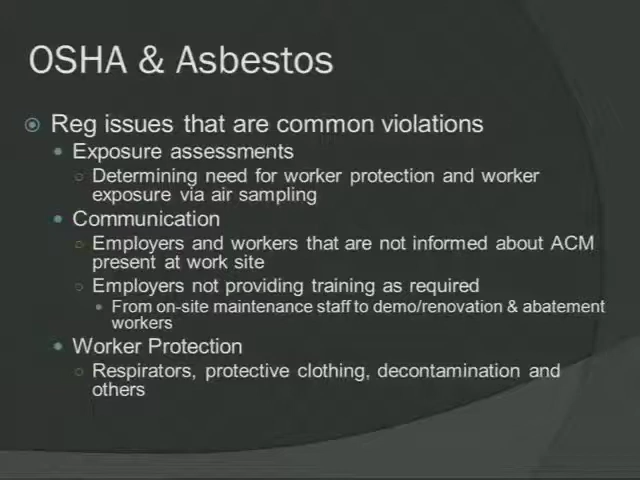 OSHA & Asbestos
Reg issues that are common violations
Exposure assessments
Determining need for worker protection and worker
exposure via air sampling
Communication
Employers and workers that are not informed about ACM
present at work site
Employers not providing training as required
From on-site maintenance staff to demo/renovation & abatement
workers
Worker Protection
Respirators, protective clothing, decontamination and
others